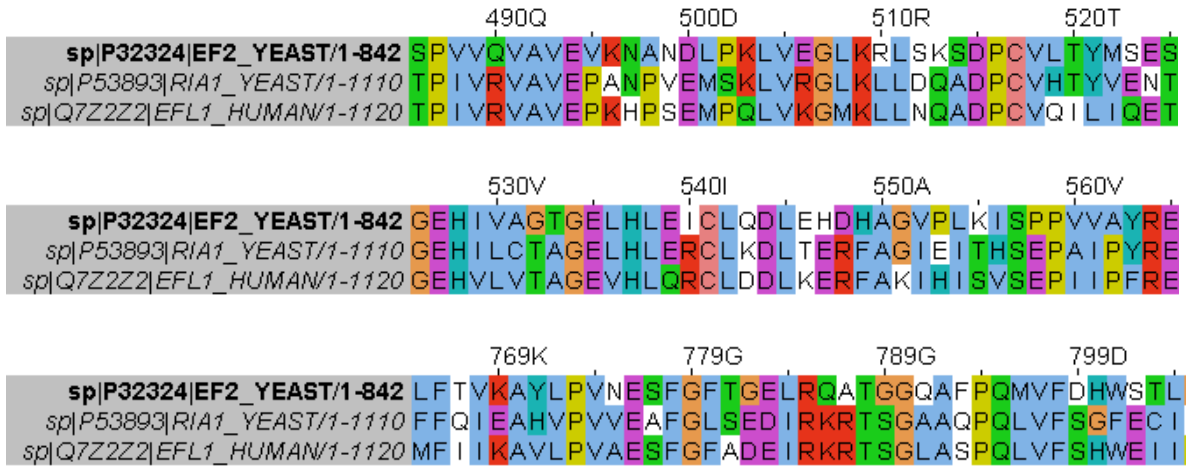 490Q 500D 510R 520T
sp|P32324|EF2_YEAST/1-842 SPVVQVAVEVKNANDLPKLVEGLKRLSKSDPCVLTYMSES
sp|P53893|RIA1_YEAST/1-1110 TPIVRVAVEPANPVEMSKLVRGLKLLDQADPCVHTYVENT
sp|Q7Z2Z2|EFL1_HUMAN/1-1120 TPIVRVAVEPKHPSEMPQLVKGMKLLNQADPCVQILIQET
530V 540I 550A 560V
sp|P32324|EF2_YEAST/1-842 GEHIVAGTGELHLEICLQDLEHDHAGVPLKISPPVVAYRE
sp|P53893|RIA1_YEAST/1-1110 GEHILCTAGELHLERCLKDLTERFAGIEITHSEPAIPYRE
sp|Q7Z2Z2|EFL1_HUMAN/1-1120 GEHVLVTAGEVHLQRCLDDLKERFAKIHISVSEPIIPFRE
769K 779G 789G 799D
sp|P32324|EF2_YEAST/1-842 LFTVKAYLPVNESFGFTGELRQATGGQAFPQMVFDHWSTL
sp|P53893|RIA1_YEAST/1-1110 FFQIEAHVPVVEAFGLSEDIRKRTSGAAQPQLVFSGFECI
sp|Q7Z2Z2|EFL1_HUMAN/1-1120 MFIIKAVLPVAESFGFADEIRKRTSGLASPQLVFSHWEII